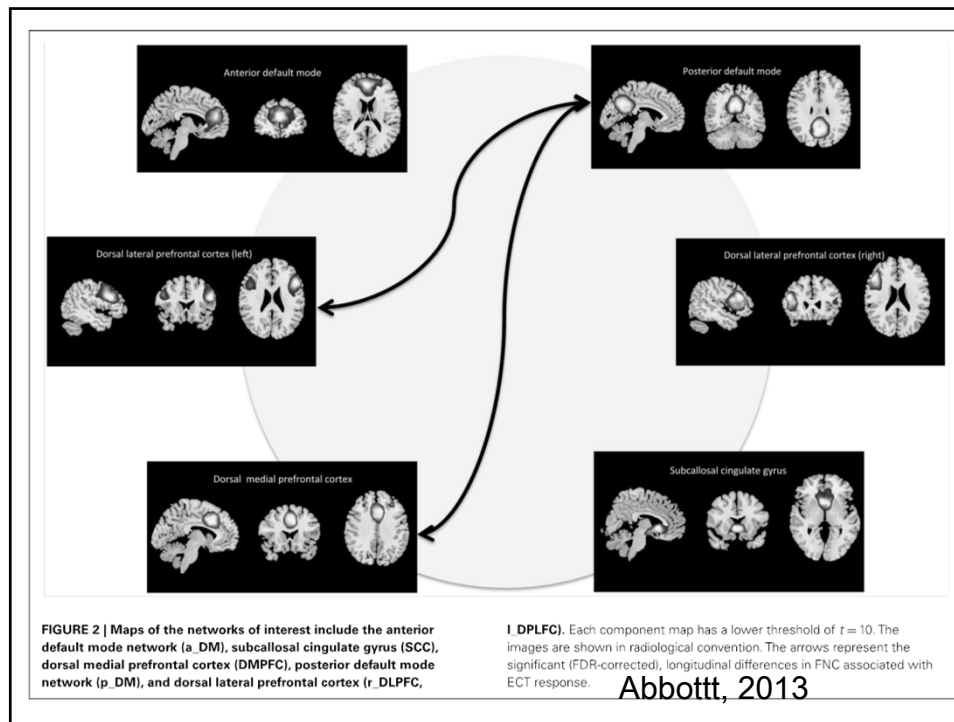 Anterior default mode
Posterior default mode
Dorsal lateral prefrontal cortex (left)
Dorsal lateral prefrontal cortex (right)
Dorsal medial prefrontal cortex
Subcallosal cingulate gyrus
FIGURE 2 | Maps of the networks of interest include the anterior
default mode network (a_DM), subcallosal cingulate gyrus (SCC),
dorsal medial prefrontal cortex (DMPFC), posterior default mode
network (p_DM), and dorsal lateral prefrontal cortex (r_DLPFC,
l_DPLFC). Each component map has a lower threshold of t = 10. The
images are shown in radiological convention. The arrows represent the
significant (FDR-corrected), longitudinal differences in FNC associated with
ECT response.
Abbottt, 2013